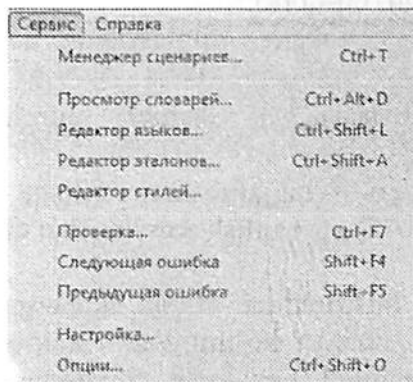 Сервис Справка
Менеджер сценариев... Ctrl+T
Просмотр словарей... Ctrl+Alt+D
Редактор языков... Ctrl+Shift+L
Редактор эталонов... Ctrl+Shift+A
Редактор стилей...
Проверка... Ctrl+F7
Следующая ошибка Shift+F4
Предыдущая ошибка Shift+F5
Настройка...
Опции... Ctrl+Shift+O